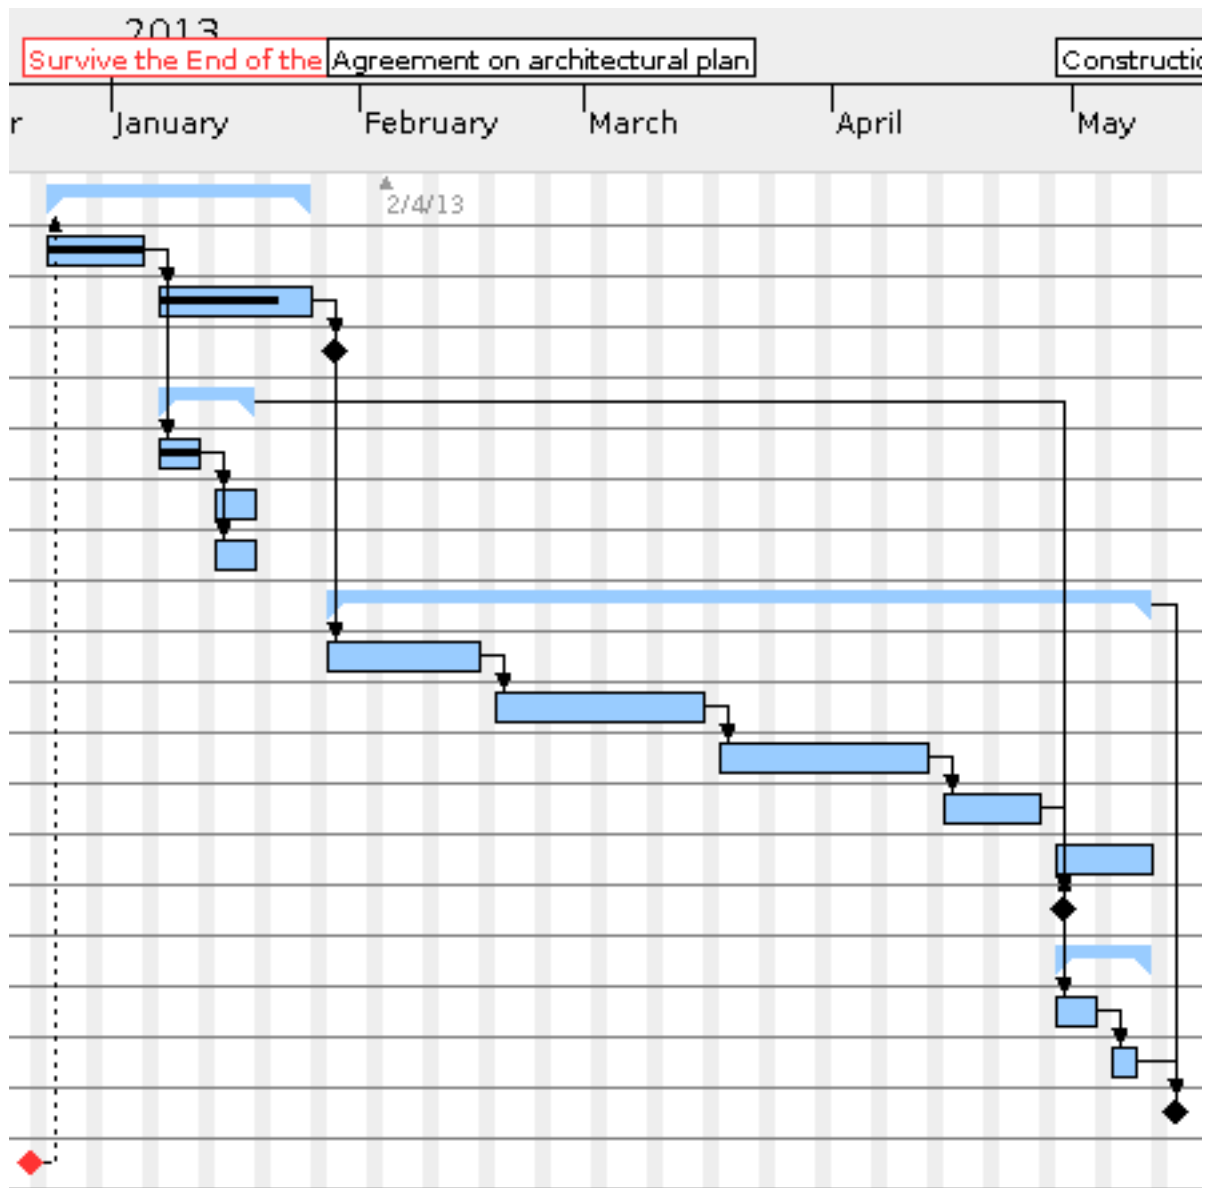 2013
Survive the End of the
Agreement on architectural plan
Constructio
r
January
February
March
April
May
2/4/13